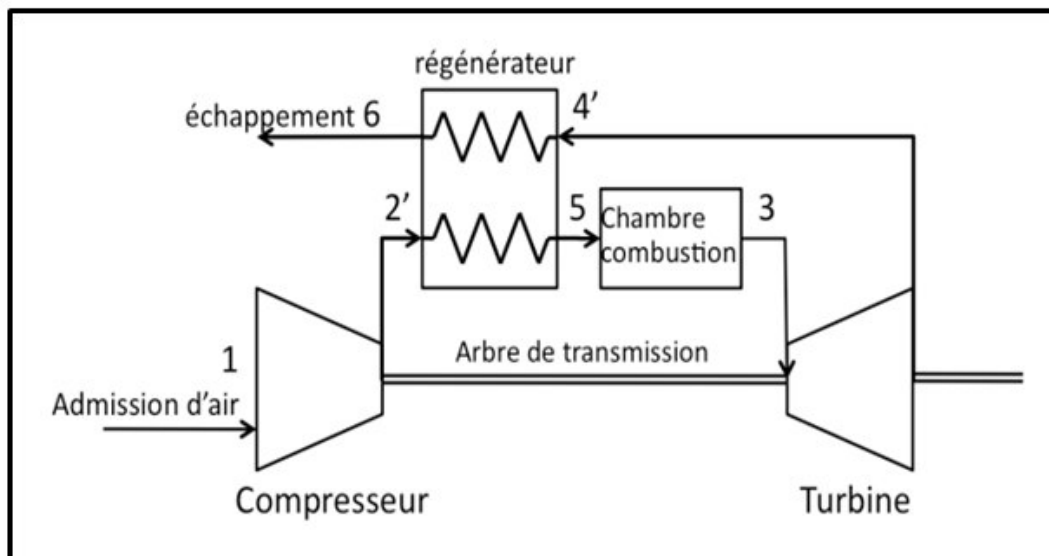 régénérateur
échappement 6
4’
2’
5
Chambre
combustion
3
1
Arbre de transmission
Admission d’air
Compresseur
Turbine